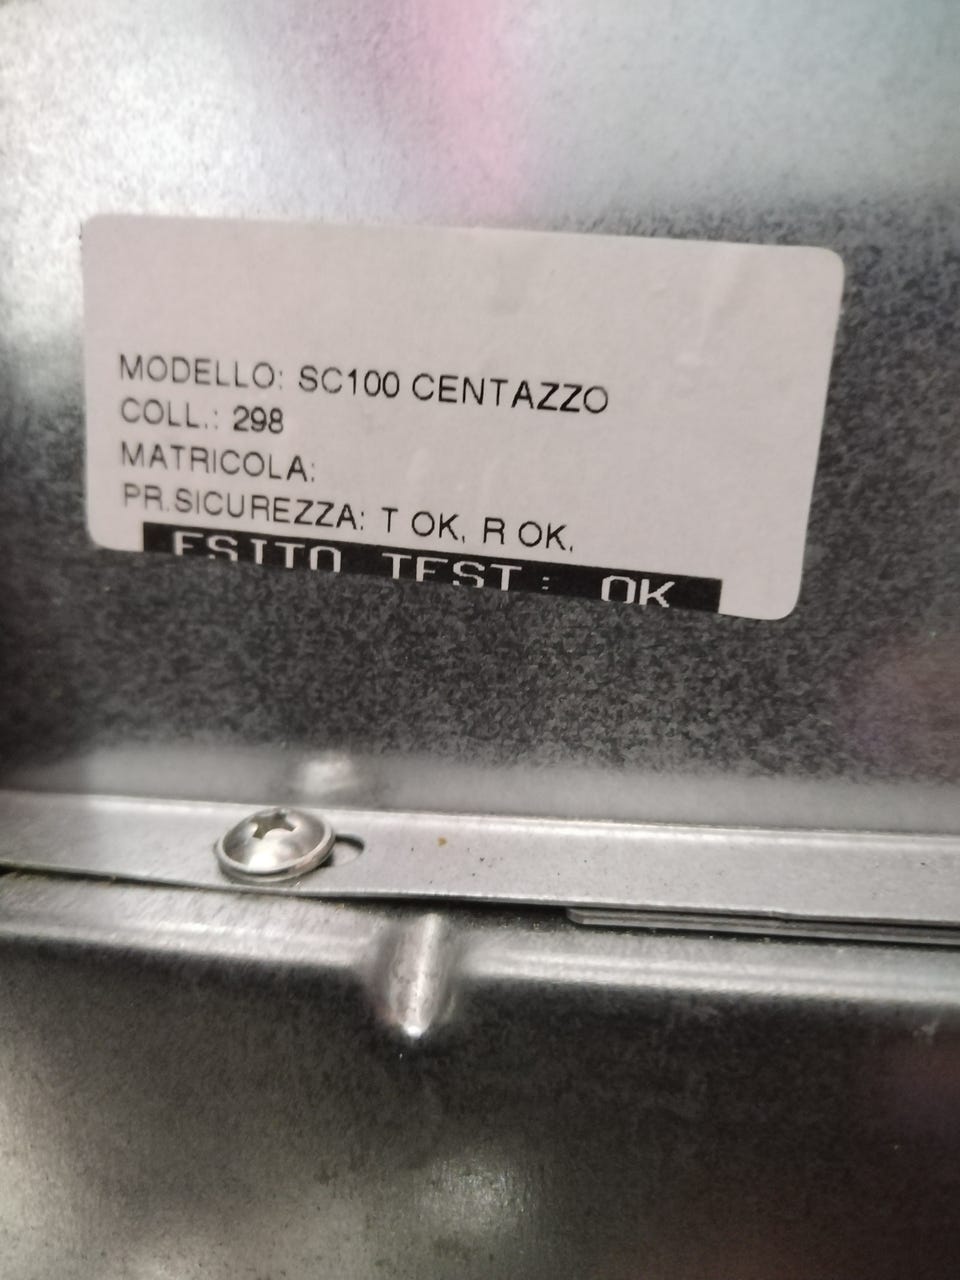 MODELLO: SC100 CENTAZZO
COLL.: 298
MATRICOLA:
PR.SICUREZZA: T OK, R OK,
ESITO TEST: OK